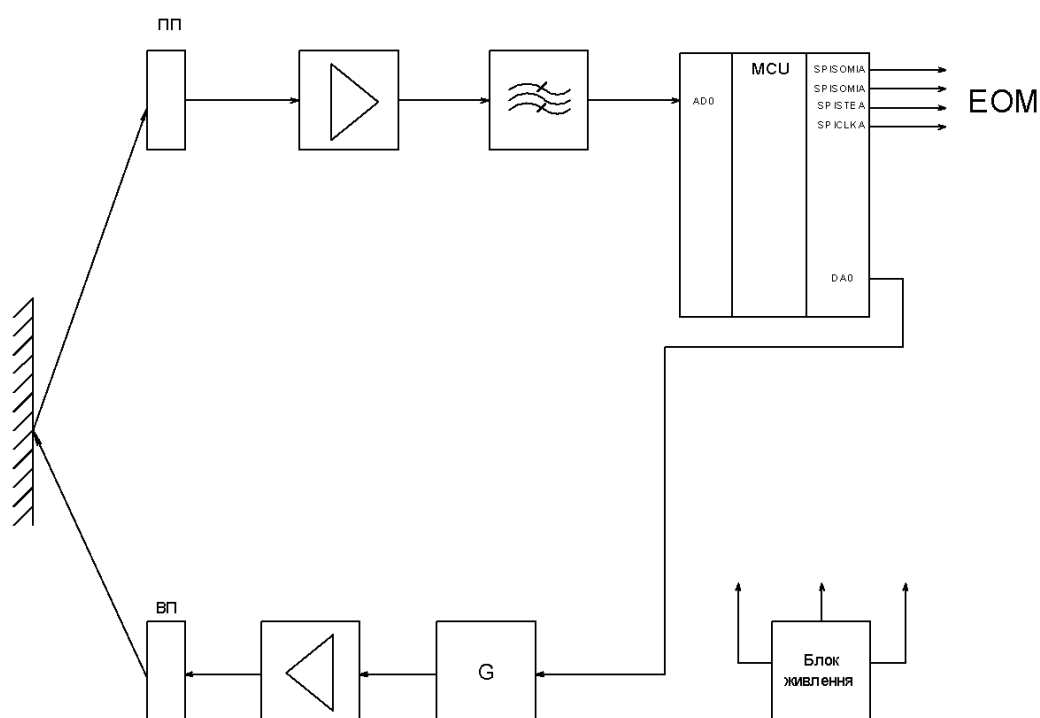 ПП
MCU
SPISOMIA
SPISOMIA
SPISTEA
SPICLKA
EOM
AD0
DA0
ВП
G
Блок
живлення